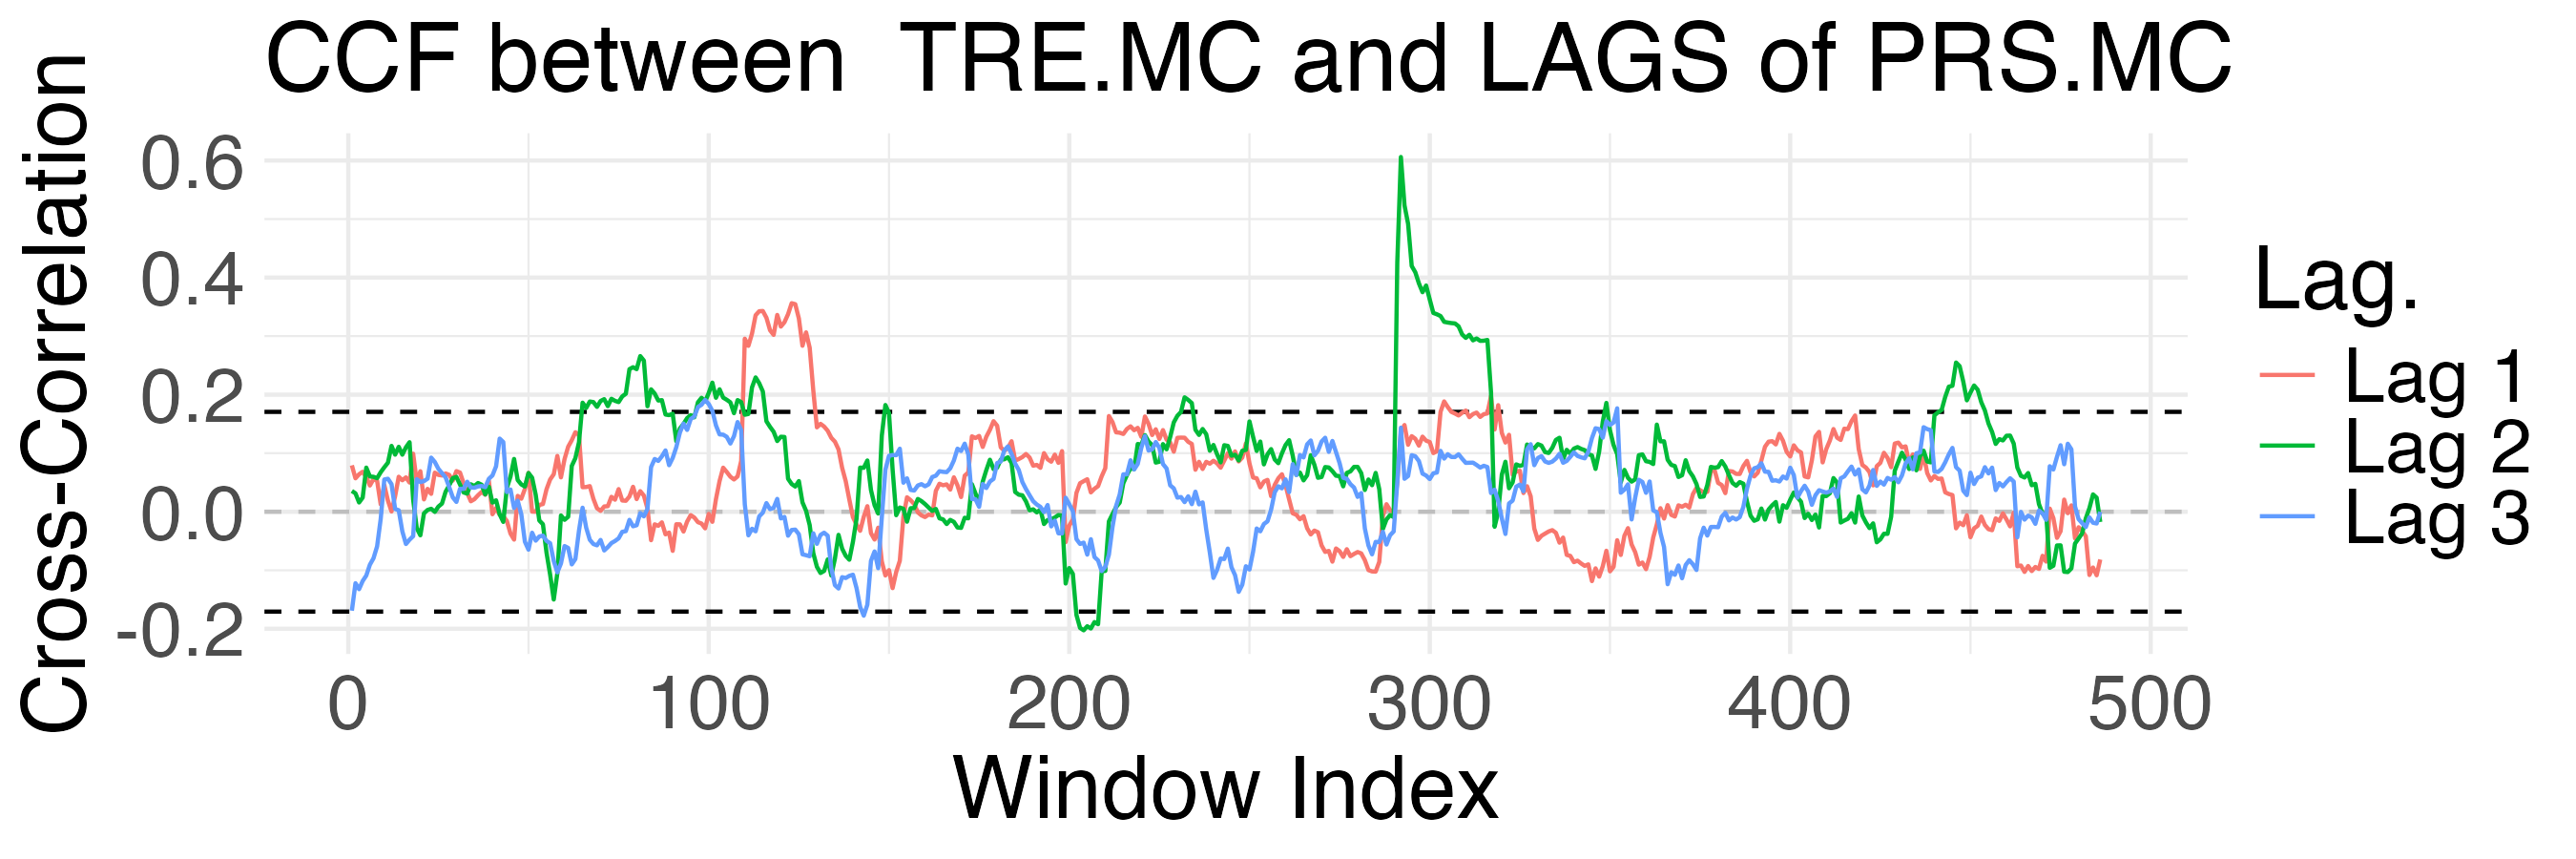 CCF between  TRE.MC and LAGS of PRS.MC
Cross-Correlation
0.6
0.4
0.2
0.0
-0.2
0 100 200 300 400 500
Window Index
Lag.
Lag 1
Lag 2
Lag 3